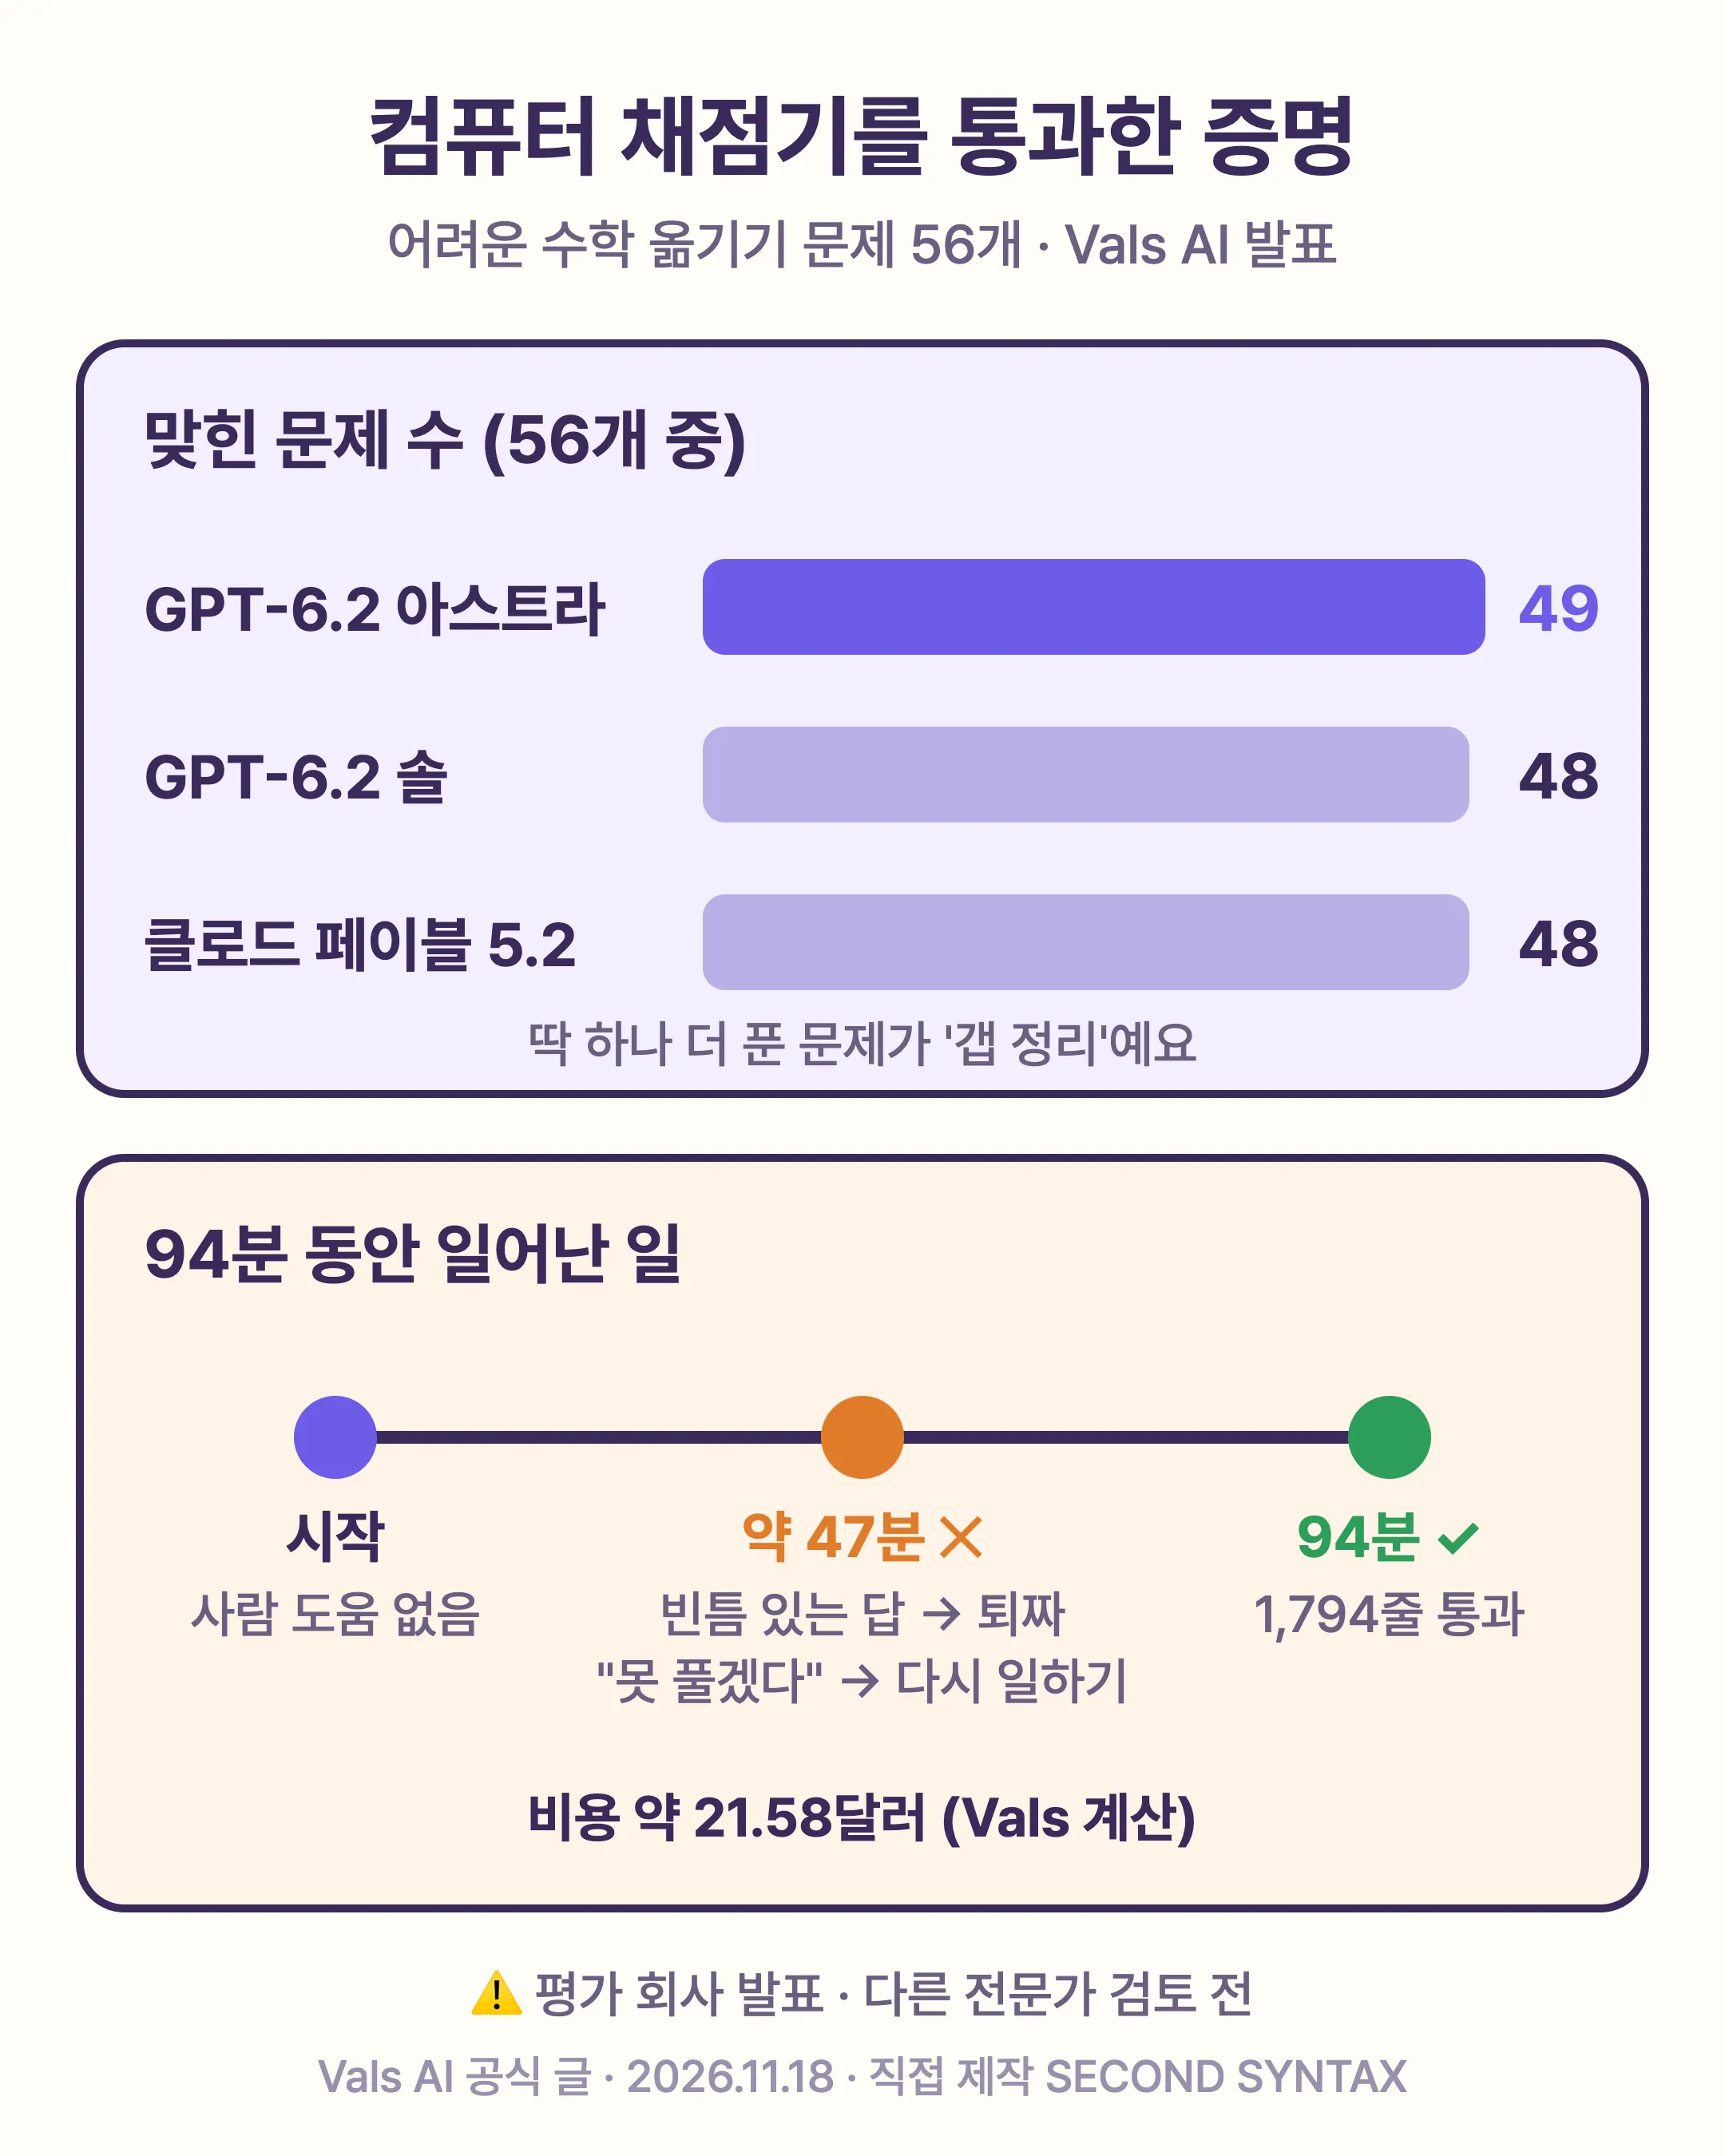 컴퓨터 채점기를 통과한 증명
어려운 수학 옮기기 문제 56개 · Vals AI 발표
맞힌 문제 수 (56개 중)
GPT-6.2 아스트라 49
GPT-6.2 솔 48
클로드 페이블 5.2 48
딱 하나 더 푼 문제가 '갭 정리'예요
94분 동안 일어난 일
시작
사람 도움 없음
약 47분 ✕
빈틈 있는 답 → 퇴짜
"못 풀겠다" → 다시 일하기
94분 ✓
1,794줄 통과
비용 약 21.58달러 (Vals 계산)
⚠️ 평가 회사 발표 · 다른 전문가 검토 전
Vals AI 공식 글 · 2026.11.18 · 직접 제작 SECOND SYNTAX